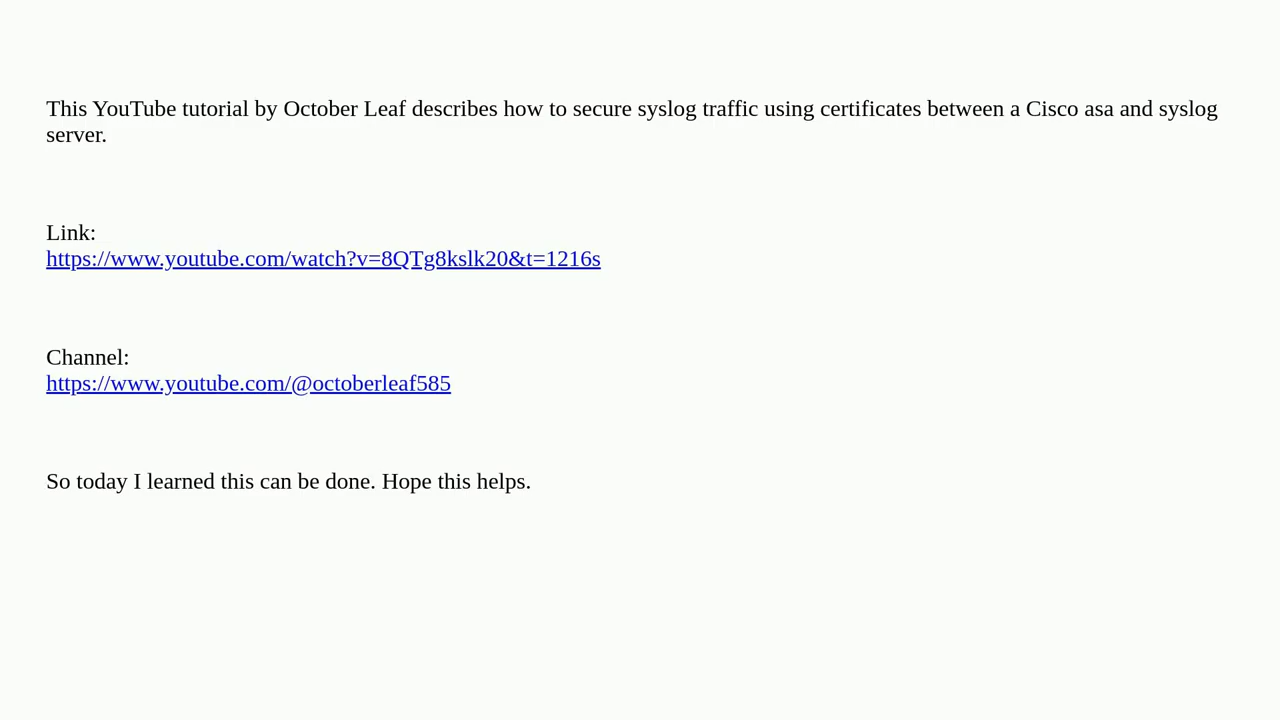 This YouTube tutorial by October Leaf describes how to secure syslog traffic using certificates between a Cisco asa and syslog
server.
Link:
https://www.youtube.com/watch?v=8QTg8kslk20&t=1216s
Channel:
https://www.youtube.com/@octoberleaf585
So today I learned this can be done. Hope this helps.